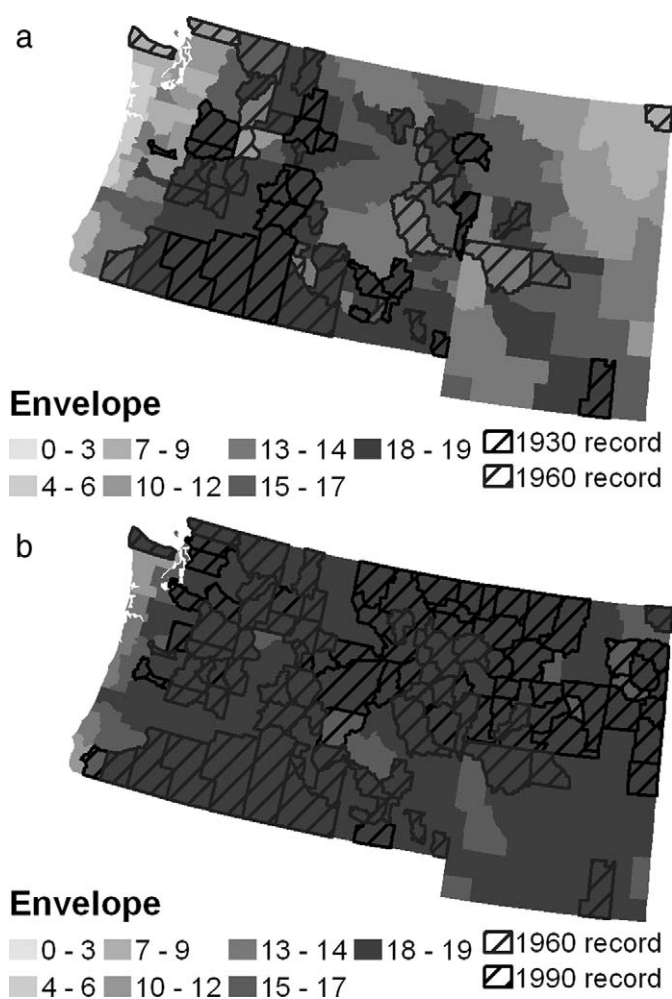 a
Envelope
0 - 3 7 - 9 13 - 14 18 - 19 1930 record
4 - 6 10 - 12 15 - 17 1960 record
b
Envelope
0 - 3 7 - 9 13 - 14 18 - 19 1960 record
4 - 6 10 - 12 15 - 17 1990 record